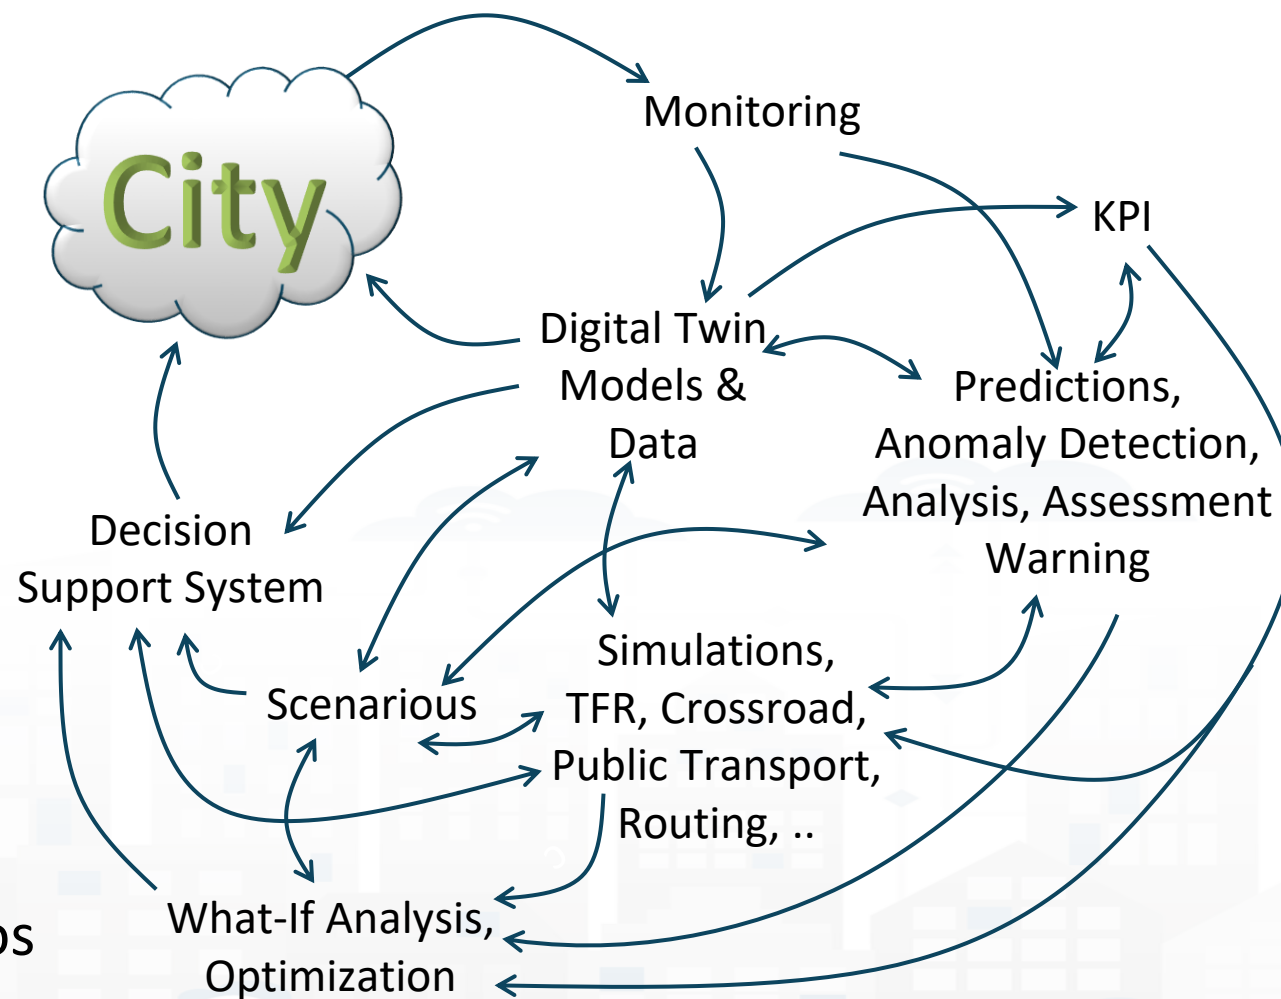 City
Monitoring
KPI
Digital Twin
Models &
Data
Predictions,
Anomaly Detection,
Analysis, Assessment
Warning
Decision
Support System
Scenarious
Simulations,
TFR, Crossroad,
Public Transport,
Routing, ..
What-If Analysis,
Optimization